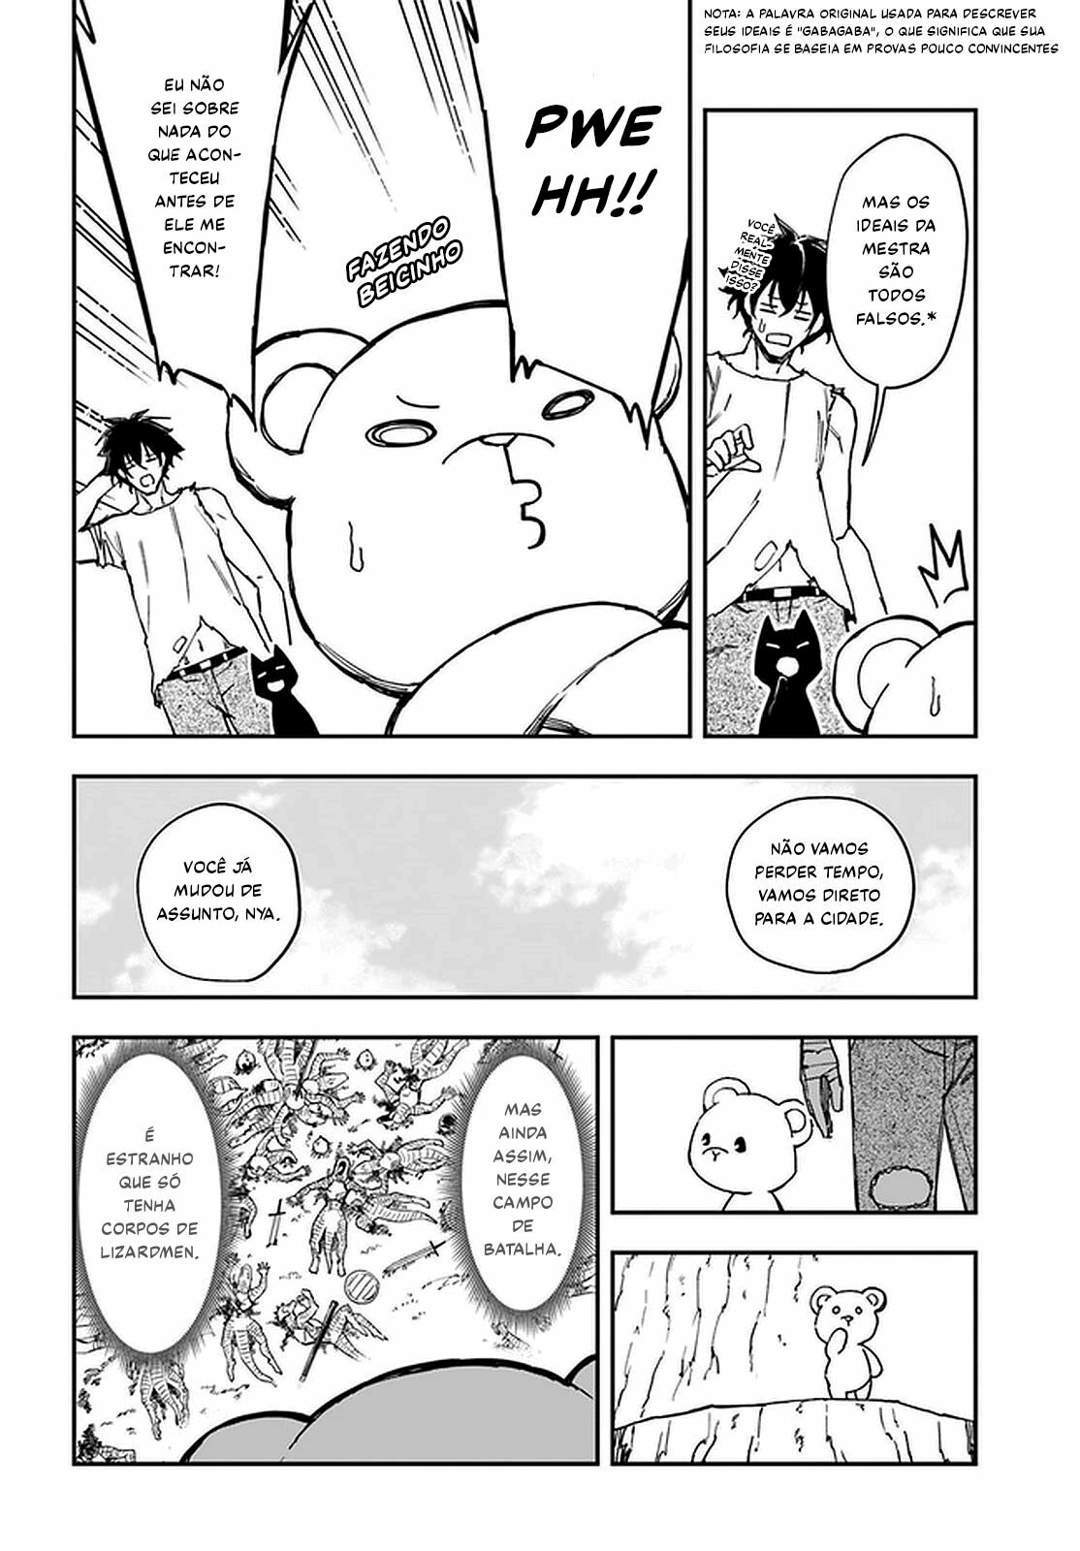 NOTA: A PALAVRA ORIGINAL USADA PARA DESCREVER
SEUS IDEAIS É "GABAGABA", O QUE SIGNIFICA QUE SUA
FILOSOFIA SE BASEIA EM PROVAS POUCO CONVINCENTES
MAS OS
IDEAIS DA
MESTRA
SÃO
TODOS
FALSOS.*
VOCÊ
REAL-
MENTE
DISSE
ISSO?
PWE
HH!!
FAZENDO
BEICINHO
EU NÃO
SEI SOBRE
NADA DO
QUE ACON-
TECEU
ANTES DE
ELE ME
ENCON-
TRAR!
NÃO VAMOS
PERDER TEMPO,
VAMOS DIRETO
PARA A CIDADE.
VOCÊ JÁ
MUDOU DE
ASSUNTO, NYA.
MAS
AINDA
ASSIM,
NESSE
CAMPO
DE
BATALHA.
É
ESTRANHO
QUE SÓ
TENHA
CORPOS DE
LIZARDMEN.